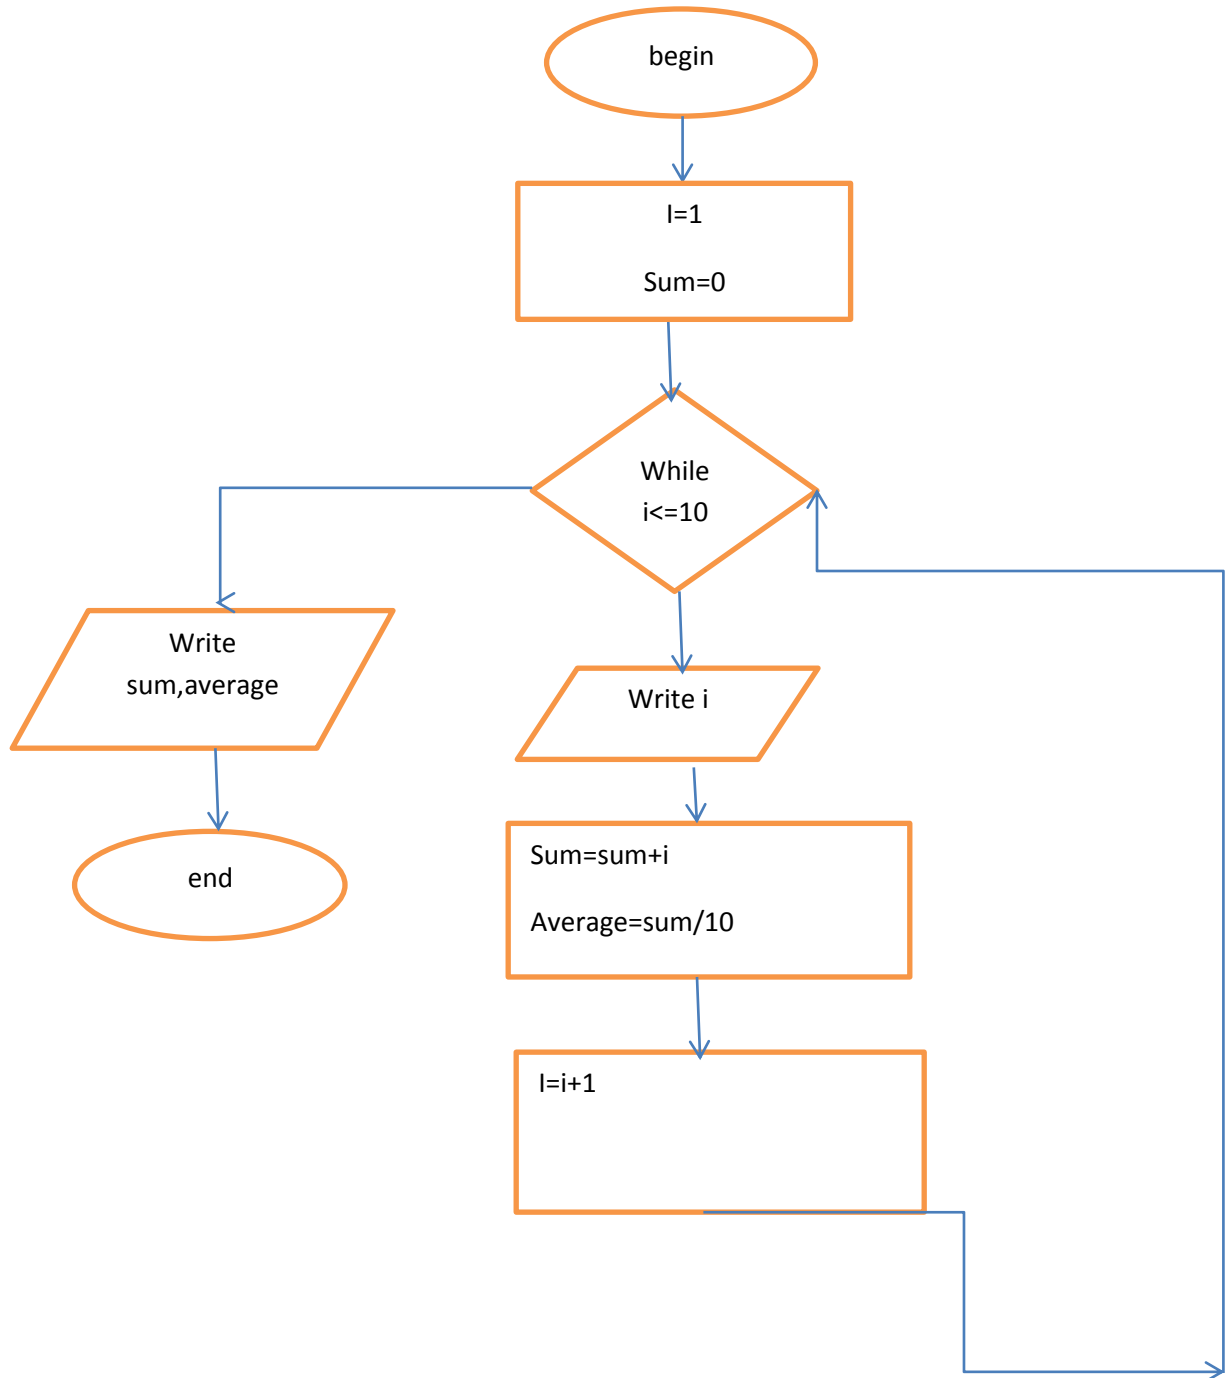 begin
I=1
Sum=0
While
i<=10
Write
sum,average
Write i
end
Sum=sum+i
Average=sum/10
I=i+1